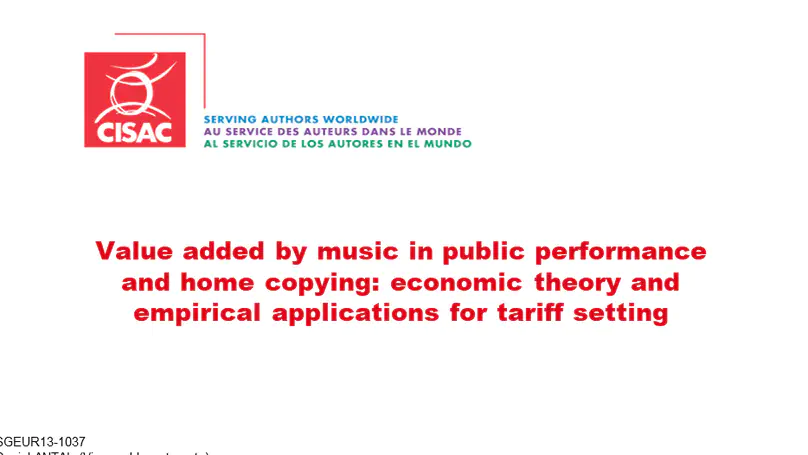 CISAC
SERVING AUTHORS WORLDWIDE
AU SERVICE DES AUTEURS DANS LE MONDE
AL SERVICIO DE LOS AUTORES EN EL MUNDO
Value added by music in public performance
and home copying: economic theory and
empirical applications for tariff setting
SGEUR13-1037